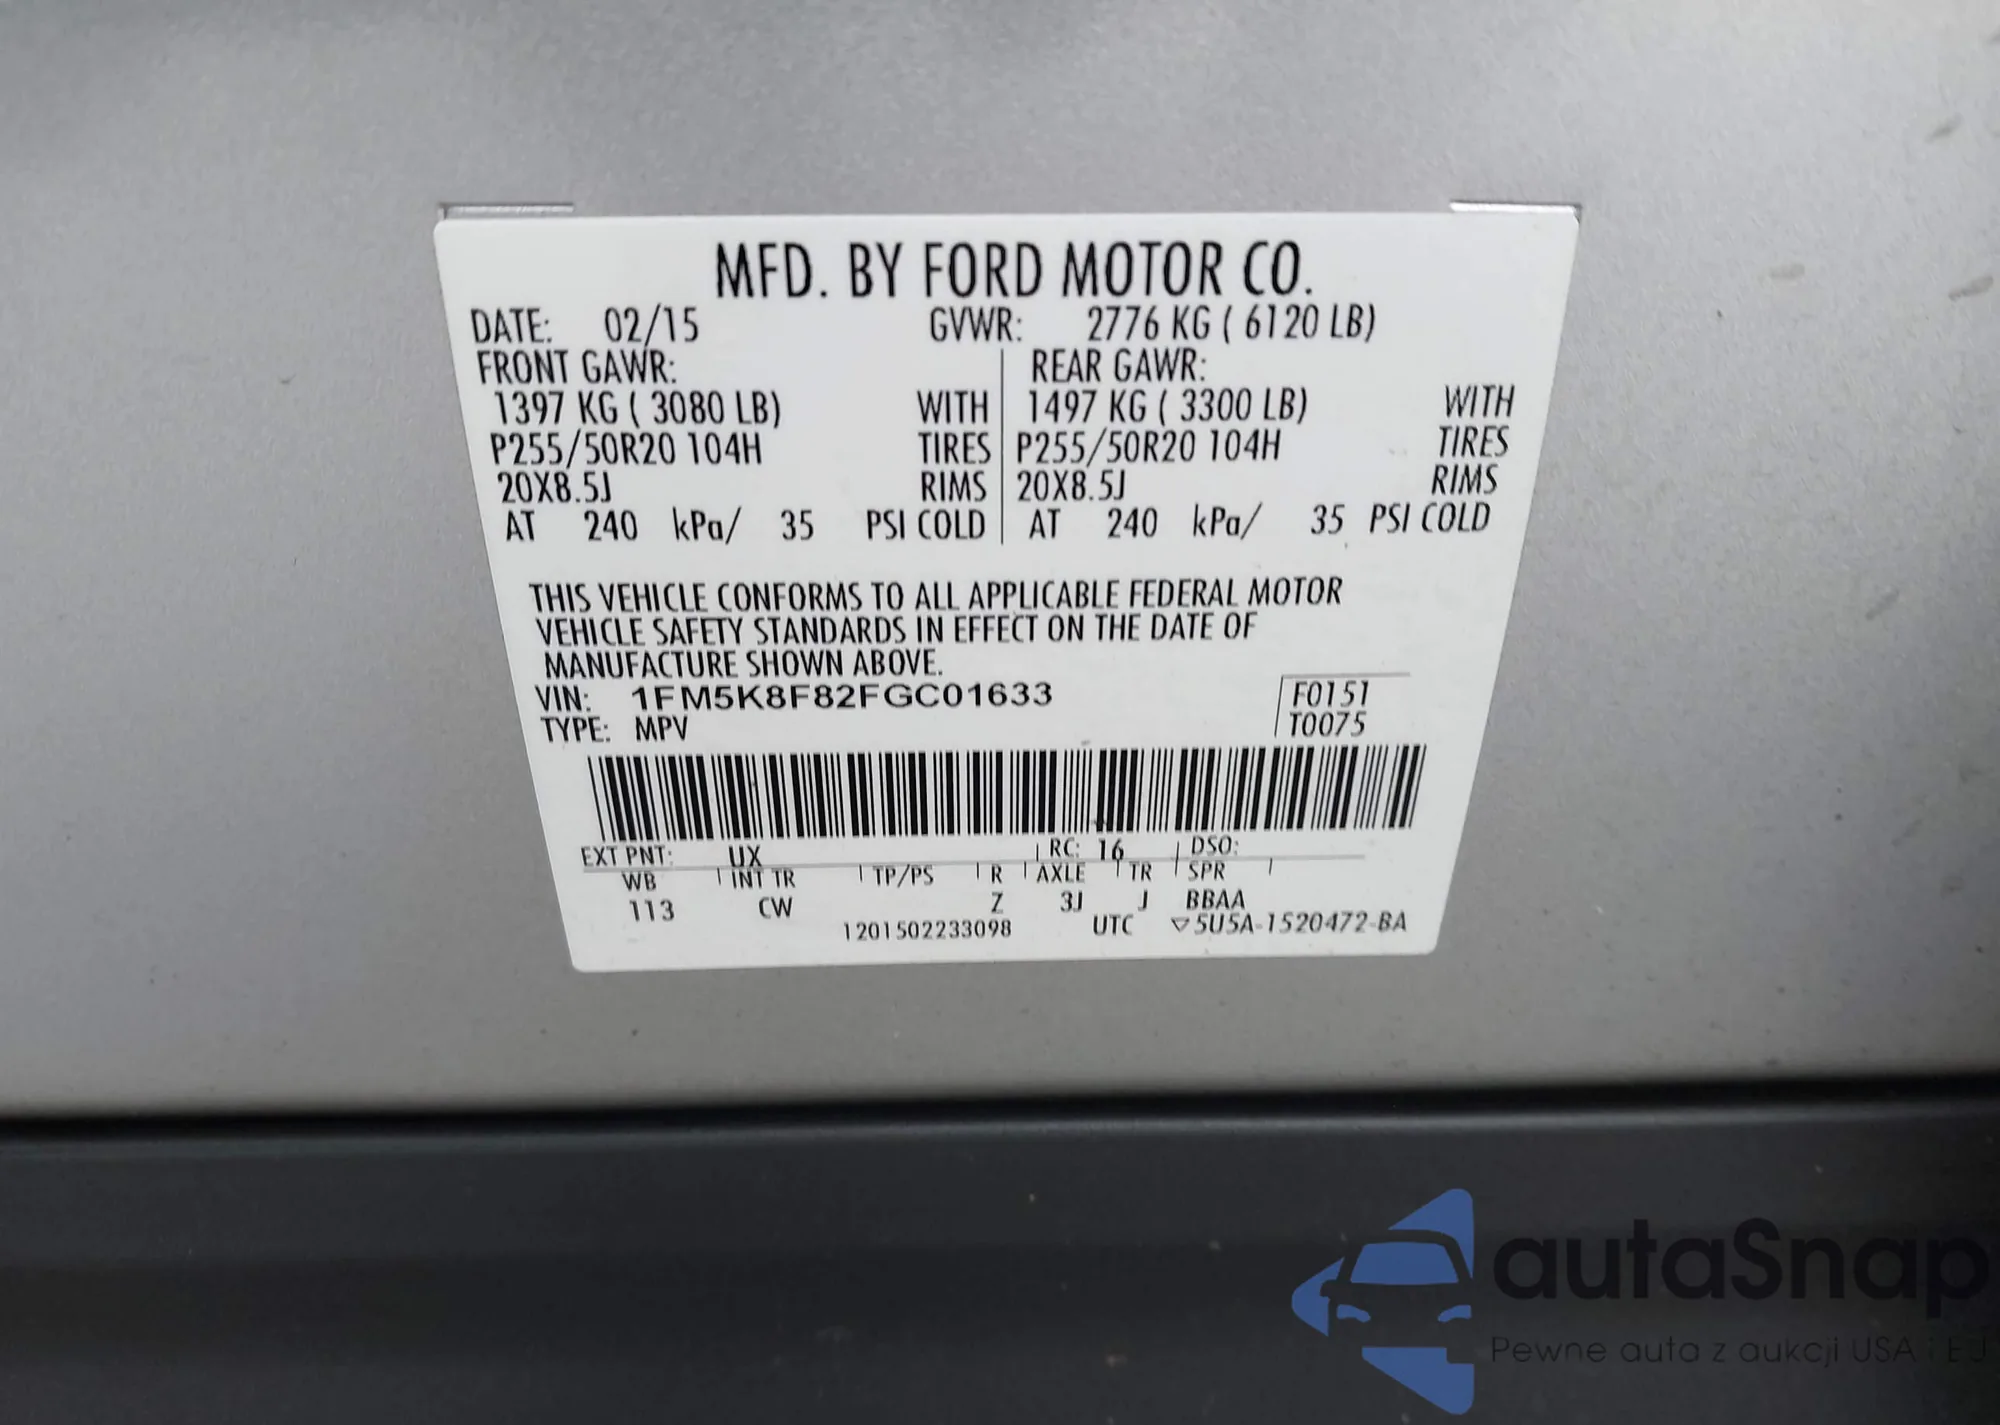 MFD. BY FORD MOTOR CO.
DATE: 02/15 GVWR: 2776 KG ( 6120 LB)
FRONT GAWR: REAR GAWR:
1397 KG ( 3080 LB) WITH 1497 KG ( 3300 LB) WITH
P255/50R20 104H TIRES P255/50R20 104H TIRES
20X8.5J RIMS 20X8.5J RIMS
AT 240 kPa/ 35 PSI COLD AT 240 kPa/ 35 PSI COLD
THIS VEHICLE CONFORMS TO ALL APPLICABLE FEDERAL MOTOR
VEHICLE SAFETY STANDARDS IN EFFECT ON THE DATE OF
MANUFACTURE SHOWN ABOVE.
VIN: 1FM5K8F82FGC01633 F0151
TYPE: MPV T0075
EXT PNT: UX RC: 16 DSO:
WB INT TR TP/PS R AXLE TR SPR
113 CW Z 3J J BBAA
1201502233098 UTC ▽5U5A-1520472-BA
autaSnap
Pewne auta z aukcji USA i EU